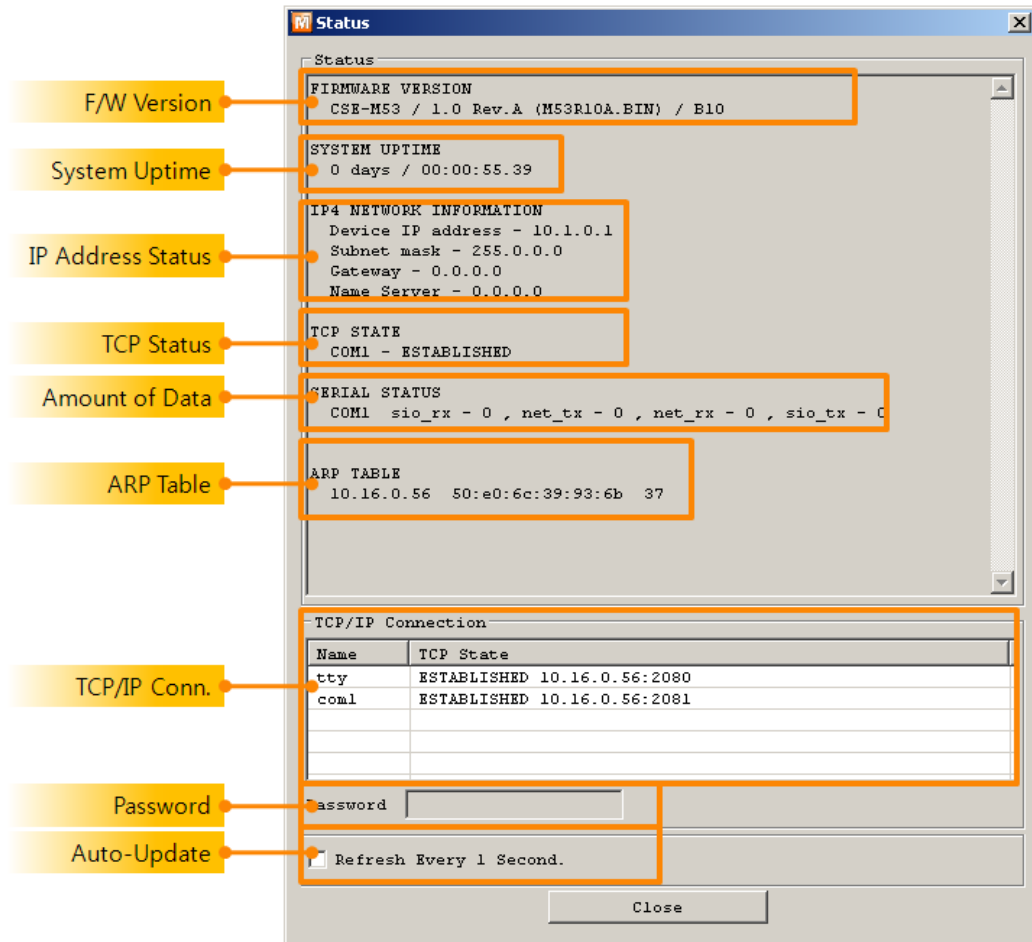 Status
Status
F/W Version
FIRMWARE VERSION
CSE-M53 / 1.0 Rev.A (M53R10A.BIN) / B10
System Uptime
SYSTEM UPTIME
0 days / 00:00:55.39
IP Address Status
IP4 NETWORK INFORMATION
Device IP address - 10.1.0.1
Subnet mask - 255.0.0.0
Gateway - 0.0.0.0
Name Server - 0.0.0.0
TCP Status
TCP STATE
COM1 - ESTABLISHED
Amount of Data
SERIAL STATUS
COM1 sio_rx - 0 , net_tx - 0 , net_rx - 0 , sio_tx - 0
ARP Table
ARP TABLE
10.16.0.56 50:e0:6c:39:93:6b 37
TCP/IP Conn.
TCP/IP Connection
Name TCP State
tty ESTABLISHED 10.16.0.56:2080
com1 ESTABLISHED 10.16.0.56:2081
Password
Password
Auto-Update
Refresh Every 1 Second.
Close